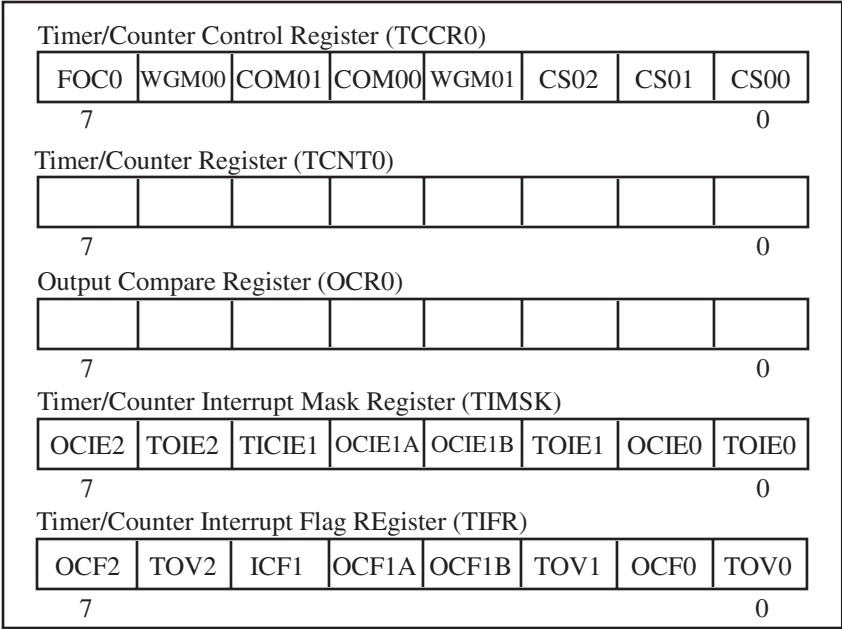 Timer/Counter Control Register (TCCR0)
FOC0 WGM00 COM01 COM00 WGM01 CS02 CS01 CS00
7 0
Timer/Counter Register (TCNT0)
7 0
Output Compare Register (OCR0)
7 0
Timer/Counter Interrupt Mask Register (TIMSK)
OCIE2 TOIE2 TICIE1 OCIE1A OCIE1B TOIE1 OCIE0 TOIE0
7 0
Timer/Counter Interrupt Flag REgister (TIFR)
OCF2 TOV2 ICF1 OCF1A OCF1B TOV1 OCF0 TOV0
7 0